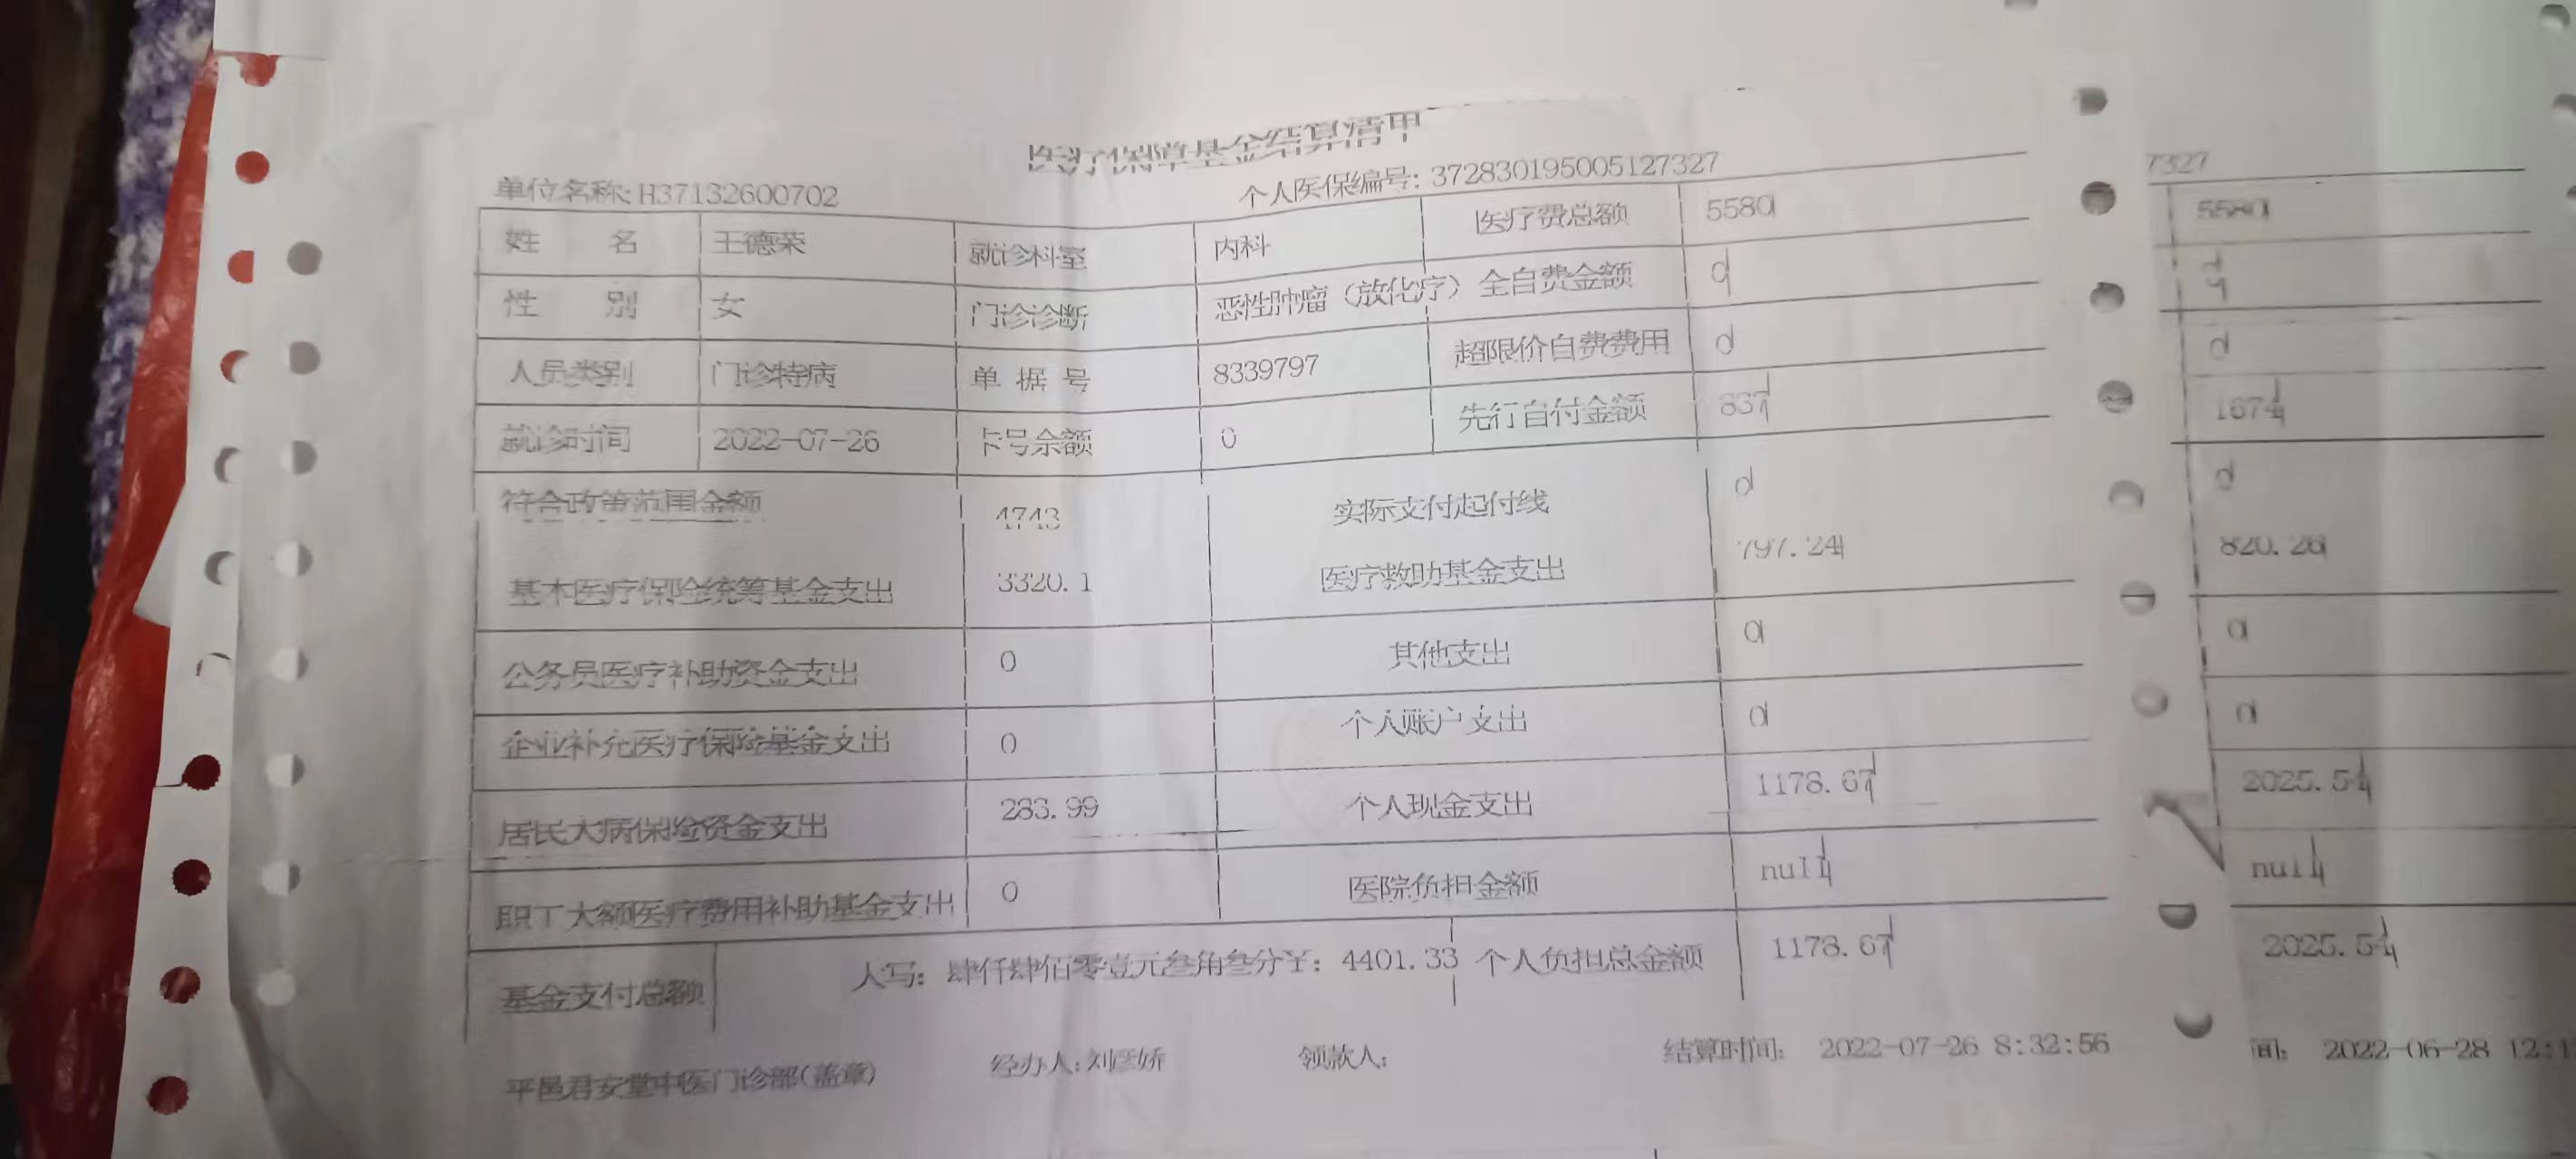 医疗保障基金结算清单
单位名称: H37132600702 个人医保编号: 372830195005127327
姓 名 王德荣 就诊科室 内科 医疗费总额 5580
性 别 女 门诊诊断 恶性肿瘤（放化疗） 全自费金额 0
人员类别 门诊特病 单 据 号 8339797 超限价自费费用 0
就诊时间 2022-07-26 卡号余额 0 先行自付金额 837
符合政策范围金额 4743 实际支付起付线 0
基本医疗保险统筹基金支出 3320.1 医疗救助基金支出 797.24
公务员医疗补助资金支出 0 其他支出 0
企业补充医疗保险基金支出 0 个人账户支出 0
居民大病保险资金支出 283.99 个人现金支出 1178.67
职工大额医疗费用补助基金支出 0 医院负担金额 null
基金支付总额 大写: 肆仟肆佰零壹元叁角叁分￥: 4401.33 个人负担总金额 1178.67
平邑君安堂中医门诊部(盖章) 经办人: 刘彦娇 领款人: 结算时间: 2022-07-26 8:32:56
7327
5580
0
0
1674
0
820.26
0
0
2025.54
null
2025.54
间: 2022-06-28 12:1